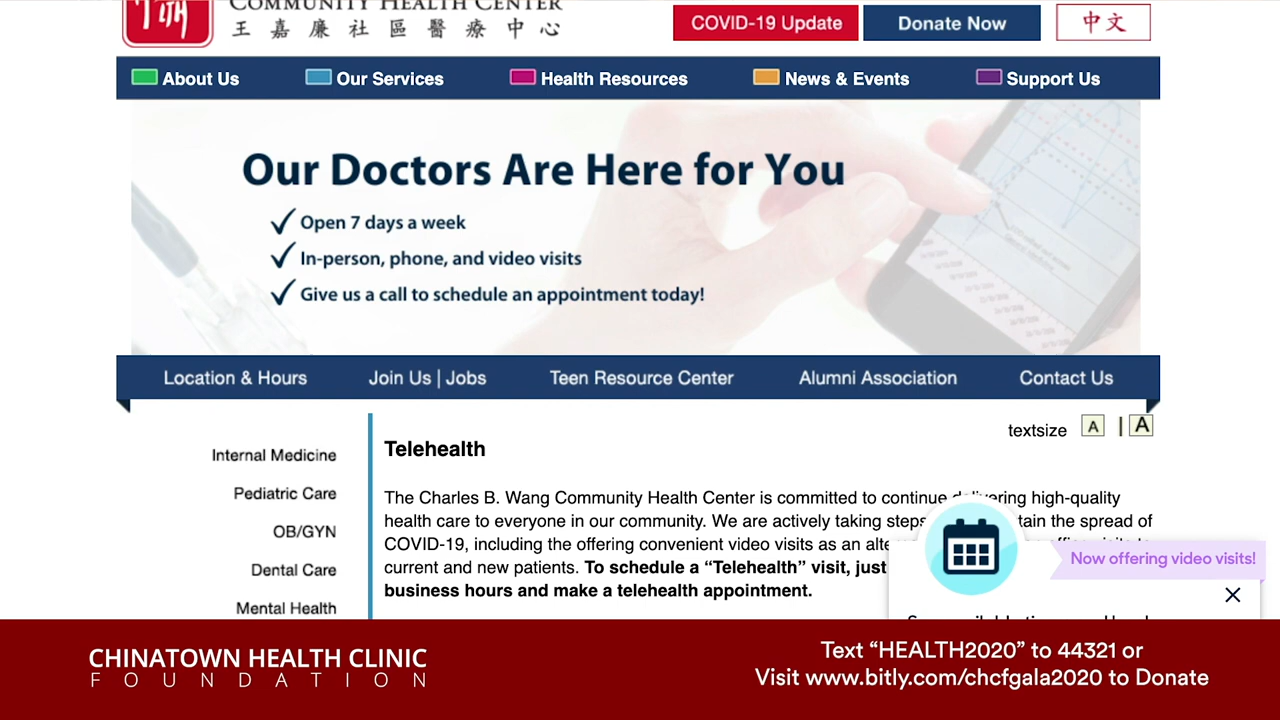 COMMUNITY HEALTH CENTER
王嘉廉社區醫療中心
COVID-19 Update
Donate Now
中文
About Us
Our Services
Health Resources
News & Events
Support Us
Our Doctors Are Here for You
Open 7 days a week
In-person, phone, and video visits
Give us a call to schedule an appointment today!
Location & Hours
Join Us | Jobs
Teen Resource Center
Alumni Association
Contact Us
textsize A | A
Internal Medicine
Pediatric Care
OB/GYN
Dental Care
Mental Health
Telehealth
The Charles B. Wang Community Health Center is committed to continue delivering high-quality
health care to everyone in our community. We are actively taking steps
tain the spread of
COVID-19, including the offering convenient video visits as an
current and new patients. To schedule a “Telehealth” visit, just
business hours and make a telehealth appointment.
Now offering video visits!
CHINATOWN HEALTH CLINIC
FOUNDATION
Text “HEALTH2020” to 44321 or
Visit www.bitly.com/chcfgala2020 to Donate